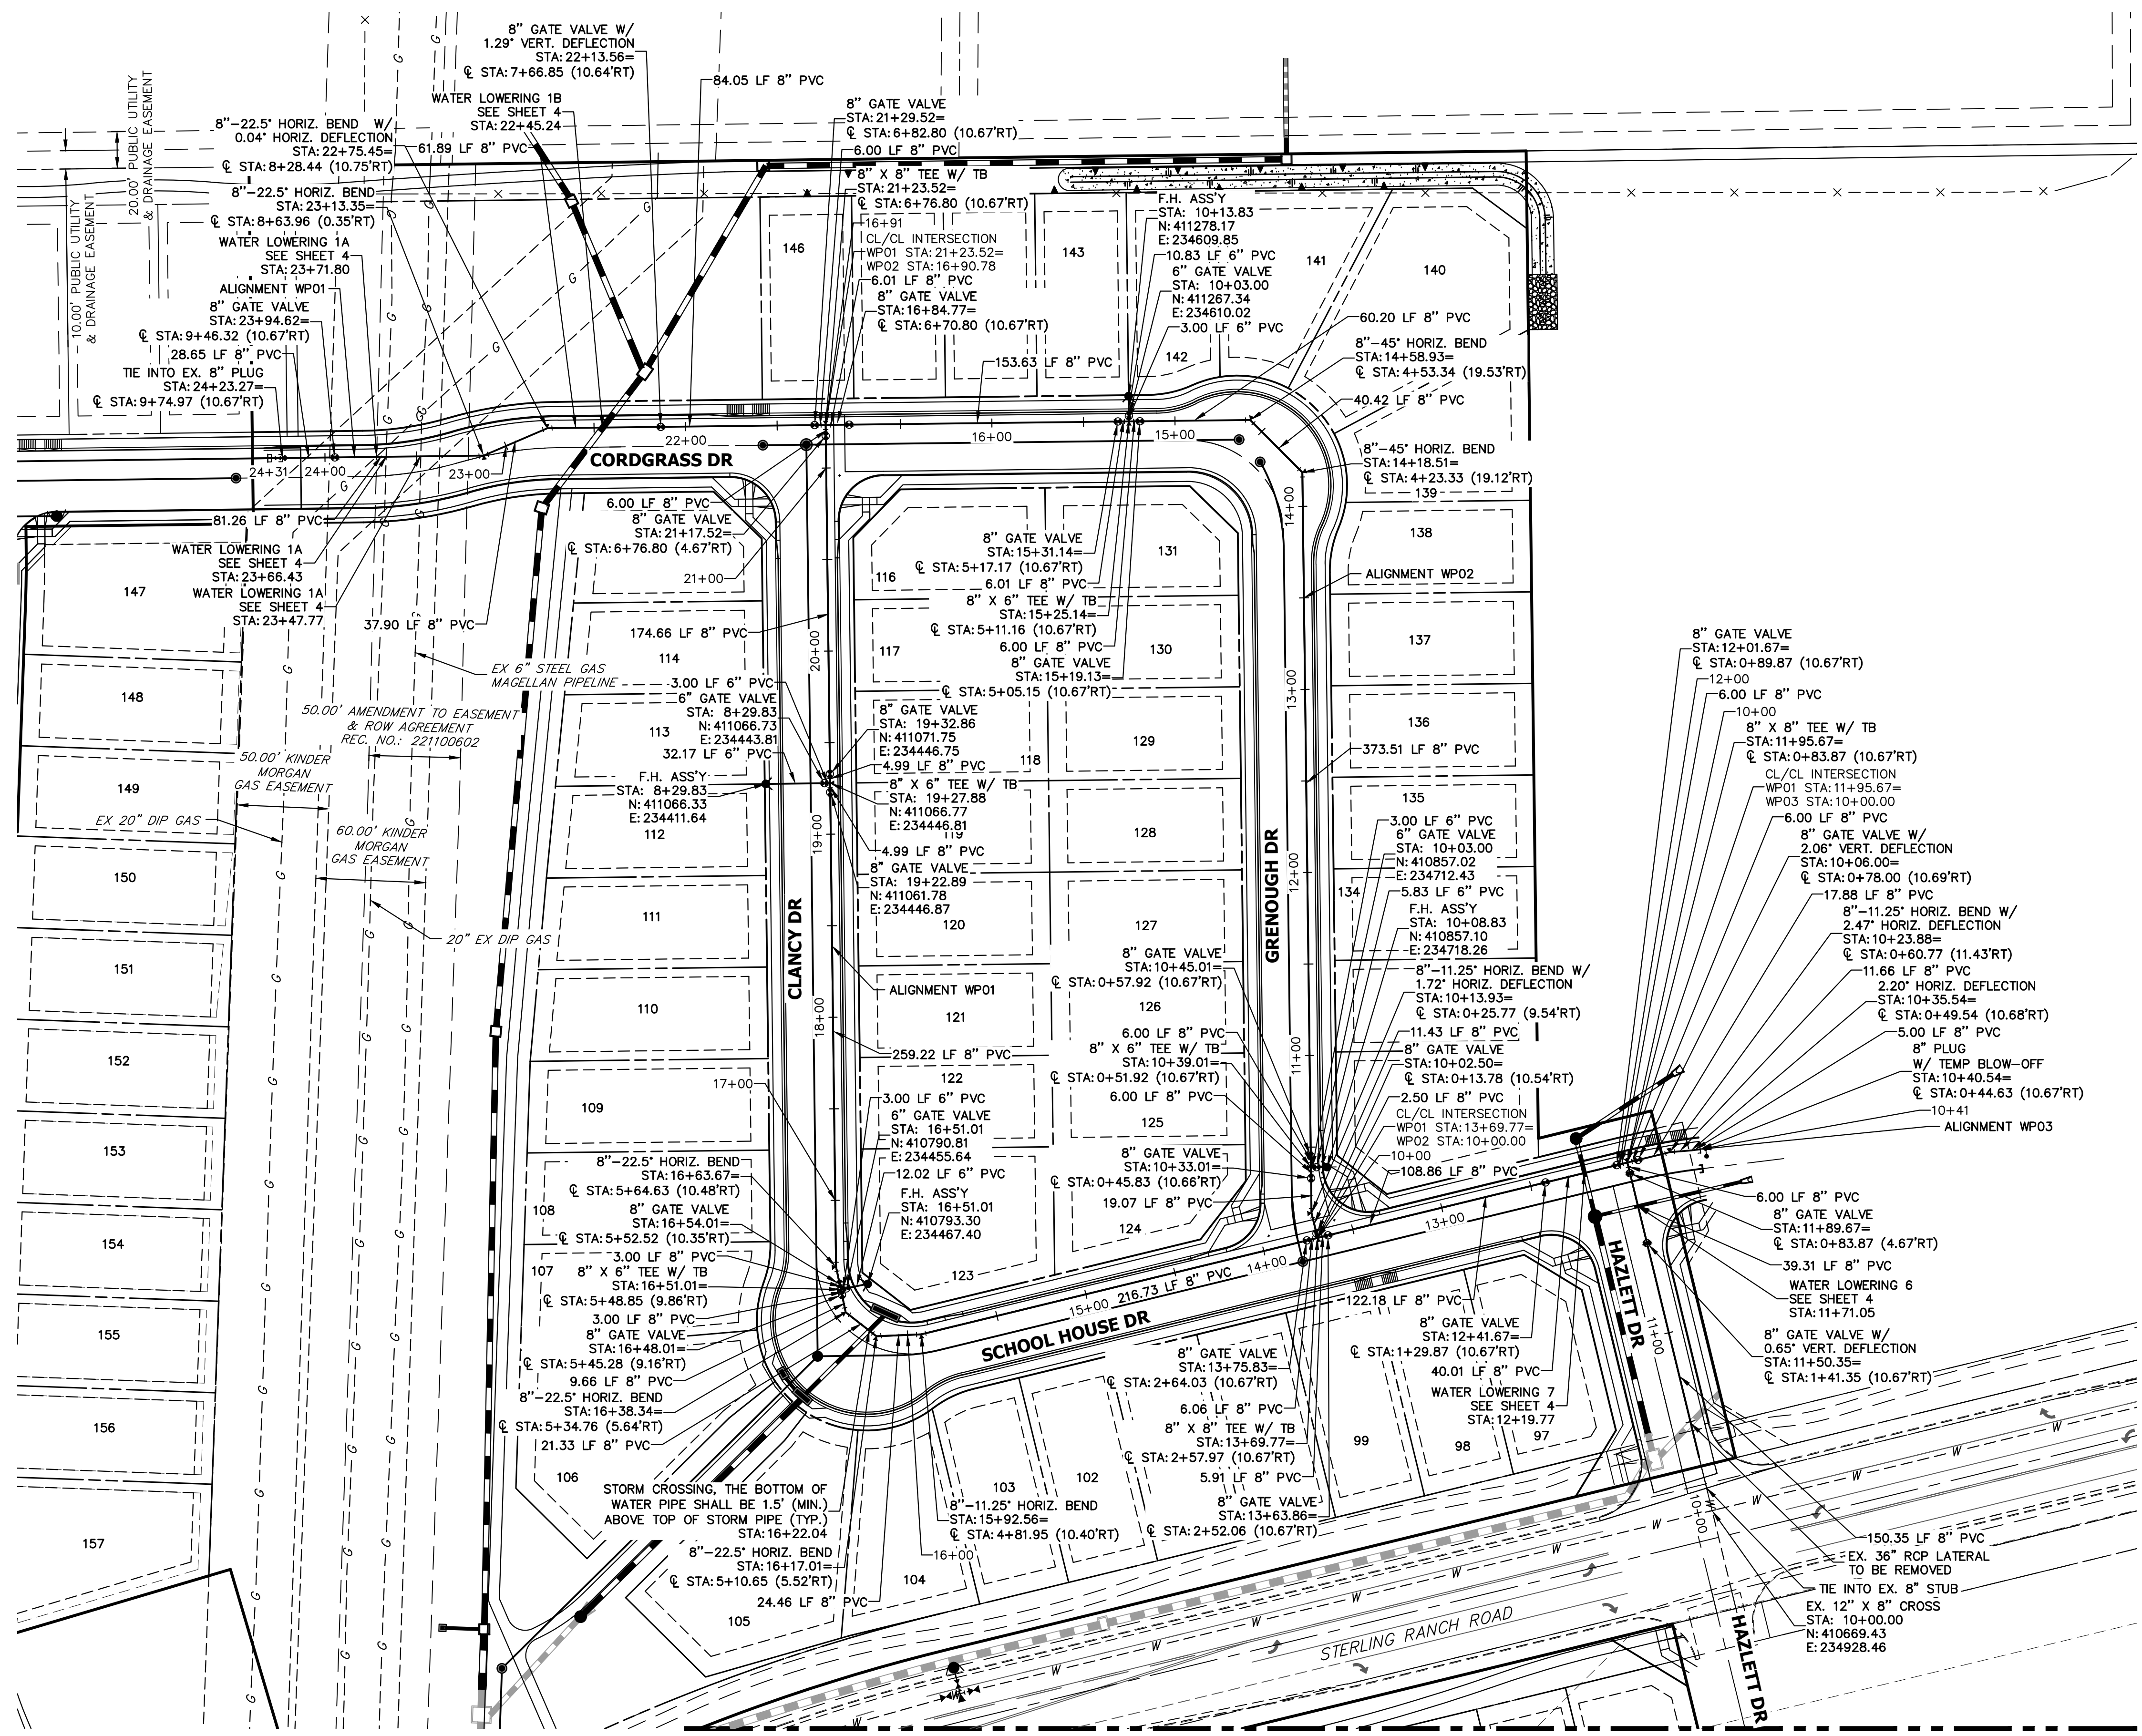 8" GATE VALVE W/
1.29° VERT. DEFLECTION
STA: 22+13.56=
℄ STA: 7+66.85 (10.64'RT)
84.05 LF 8" PVC
WATER LOWERING 1B
SEE SHEET 4
STA: 22+45.24
8" GATE VALVE
STA: 21+29.52=
℄ STA: 6+82.80 (10.67'RT)
6.00 LF 8" PVC
20.00' PUBLIC UTILITY
& DRAINAGE EASEMENT
10.00' PUBLIC UTILITY
& DRAINAGE EASEMENT
8"-22.5° HORIZ. BEND W/
0.04° HORIZ. DEFLECTION
STA: 22+75.45=
℄ STA: 8+28.44 (10.75'RT)
61.89 LF 8" PVC
8"-22.5° HORIZ. BEND
STA: 23+13.35=
℄ STA: 8+63.96 (0.35'RT)
WATER LOWERING 1A
SEE SHEET 4
STA: 23+71.80
ALIGNMENT WP01
8" GATE VALVE
STA: 23+94.62=
℄ STA: 9+46.32 (10.67'RT)
28.65 LF 8" PVC
TIE INTO EX. 8" PLUG
STA: 24+23.27=
℄ STA: 9+74.97 (10.67'RT)
8" X 8" TEE W/ TB
STA: 21+23.52=
℄ STA: 6+76.80 (10.67'RT)
16+91
CL/CL INTERSECTION
WP01 STA: 21+23.52=
WP02 STA: 16+90.78
6.01 LF 8" PVC
8" GATE VALVE
STA: 16+84.77=
℄ STA: 6+70.80 (10.67'RT)
153.63 LF 8" PVC
146
143
F.H. ASS'Y
STA: 10+13.83
N: 411278.17
E: 234609.85
10.83 LF 6" PVC
6" GATE VALVE
STA: 10+03.00
N: 411267.34
E: 234610.02
3.00 LF 6" PVC
142
141
140
60.20 LF 8" PVC
8"-45° HORIZ. BEND
STA: 14+58.93=
℄ STA: 4+53.34 (19.53'RT)
40.42 LF 8" PVC
8"-45° HORIZ. BEND
STA: 14+18.51=
℄ STA: 4+23.33 (19.12'RT)
139
138
24+31
24+00
23+00
22+00
16+00
15+00
14+00
CORDGRASS DR
81.26 LF 8" PVC
WATER LOWERING 1A
SEE SHEET 4
STA: 23+66.43
WATER LOWERING 1A
SEE SHEET 4
STA: 23+47.77
37.90 LF 8" PVC
6.00 LF 8" PVC
8" GATE VALVE
STA: 21+17.52=
℄ STA: 6+76.80 (4.67'RT)
21+00
8" GATE VALVE
STA: 15+31.14=
℄ STA: 5+17.17 (10.67'RT)
6.01 LF 8" PVC
8" X 6" TEE W/ TB
STA: 15+25.14=
℄ STA: 5+11.16 (10.67'RT)
6.00 LF 8" PVC
8" GATE VALVE
STA: 15+19.13=
℄ STA: 5+05.15 (10.67'RT)
116
131
117
130
ALIGNMENT WP02
137
136
373.51 LF 8" PVC
174.66 LF 8" PVC
114
EX 6" STEEL GAS
MAGELLAN PIPELINE
3.00 LF 6" PVC
6" GATE VALVE
STA: 8+29.83
N: 411066.73
E: 234443.81
32.17 LF 6" PVC
F.H. ASS'Y
STA: 8+29.83
N: 411066.33
E: 234411.64
113
112
20+00
13+00
8" GATE VALVE
STA: 19+32.86
N: 411071.75
E: 234446.75
4.99 LF 8" PVC
8" X 6" TEE W/ TB
STA: 19+27.88
N: 411066.77
E: 234446.81
119
4.99 LF 8" PVC
8" GATE VALVE
STA: 19+22.89
N: 411061.78
E: 234446.87
118
129
128
120
127
50.00' AMENDMENT TO EASEMENT
& ROW AGREEMENT
REC. NO.: 221100602
50.00' KINDER
MORGAN
GAS EASEMENT
EX 20" DIP GAS
60.00' KINDER
MORGAN
GAS EASEMENT
20" EX DIP GAS
147
148
149
150
151
152
153
154
155
156
157
111
110
109
108
107
CLANCY DR
GRENOUGH DR
19+00
18+00
17+00
12+00
11+00
ALIGNMENT WP01
259.22 LF 8" PVC
121
122
126
125
124
123
135
134
3.00 LF 6" PVC
6" GATE VALVE
STA: 10+03.00
N: 410857.02
E: 234712.43
5.83 LF 6" PVC
F.H. ASS'Y
STA: 10+08.83
N: 410857.10
E: 234718.26
8"-11.25° HORIZ. BEND W/
1.72° HORIZ. DEFLECTION
STA: 10+13.93=
℄ STA: 0+25.77 (9.54'RT)
11.43 LF 8" PVC
8" GATE VALVE
STA: 10+02.50=
℄ STA: 0+13.78 (10.54'RT)
2.50 LF 8" PVC
CL/CL INTERSECTION
WP01 STA: 13+69.77=
WP02 STA: 10+00.00
10+00
108.86 LF 8" PVC
8" GATE VALVE
STA: 10+45.01=
℄ STA: 0+57.92 (10.67'RT)
6.00 LF 8" PVC
8" X 6" TEE W/ TB
STA: 10+39.01=
℄ STA: 0+51.92 (10.67'RT)
6.00 LF 8" PVC
8" GATE VALVE
STA: 10+33.01=
℄ STA: 0+45.83 (10.66'RT)
19.07 LF 8" PVC
8" GATE VALVE
STA: 12+01.67=
℄ STA: 0+89.87 (10.67'RT)
12+00
6.00 LF 8" PVC
10+00
8" X 8" TEE W/ TB
STA: 11+95.67=
℄ STA: 0+83.87 (10.67'RT)
CL/CL INTERSECTION
WP01 STA: 11+95.67=
WP03 STA: 10+00.00
6.00 LF 8" PVC
8" GATE VALVE W/
2.06° VERT. DEFLECTION
STA: 10+06.00=
℄ STA: 0+78.00 (10.69'RT)
17.88 LF 8" PVC
8"-11.25° HORIZ. BEND W/
2.47° HORIZ. DEFLECTION
STA: 10+23.88=
℄ STA: 0+60.77 (11.43'RT)
11.66 LF 8" PVC
2.20° HORIZ. DEFLECTION
STA: 10+35.54=
℄ STA: 0+49.54 (10.68'RT)
5.00 LF 8" PVC
8" PLUG
W/ TEMP BLOW-OFF
STA: 10+40.54=
℄ STA: 0+44.63 (10.67'RT)
10+41
ALIGNMENT WP03
3.00 LF 6" PVC
6" GATE VALVE
STA: 16+51.01
N: 410790.81
E: 234455.64
12.02 LF 6" PVC
F.H. ASS'Y
STA: 16+51.01
N: 410793.30
E: 234467.40
8"-22.5° HORIZ. BEND
STA: 16+63.67=
℄ STA: 5+64.63 (10.48'RT)
8" GATE VALVE
STA: 16+54.01=
℄ STA: 5+52.52 (10.35'RT)
3.00 LF 8" PVC
8" X 6" TEE W/ TB
STA: 16+51.01=
℄ STA: 5+48.85 (9.86'RT)
3.00 LF 8" PVC
8" GATE VALVE
STA: 16+48.01=
℄ STA: 5+45.28 (9.16'RT)
9.66 LF 8" PVC
8"-22.5° HORIZ. BEND
STA: 16+38.34=
℄ STA: 5+34.76 (5.64'RT)
21.33 LF 8" PVC
106
STORM CROSSING, THE BOTTOM OF
WATER PIPE SHALL BE 1.5' (MIN.)
ABOVE TOP OF STORM PIPE (TYP.)
STA: 16+22.04
8"-22.5° HORIZ. BEND
STA: 16+17.01=
℄ STA: 5+10.65 (5.52'RT)
24.46 LF 8" PVC
105
104
16+00
103
8"-11.25° HORIZ. BEND
STA: 15+92.56=
℄ STA: 4+81.95 (10.40'RT)
102
15+00
216.73 LF 8" PVC
14+00
13+00
SCHOOL HOUSE DR
8" GATE VALVE
STA: 13+75.83=
℄ STA: 2+64.03 (10.67'RT)
6.06 LF 8" PVC
8" X 8" TEE W/ TB
STA: 13+69.77=
℄ STA: 2+57.97 (10.67'RT)
5.91 LF 8" PVC
8" GATE VALVE
STA: 13+63.86=
℄ STA: 2+52.06 (10.67'RT)
99
98
97
122.18 LF 8" PVC
8" GATE VALVE
STA: 12+41.67=
℄ STA: 1+29.87 (10.67'RT)
40.01 LF 8" PVC
WATER LOWERING 7
SEE SHEET 4
STA: 12+19.77
HAZLETT DR
11+00
10+00
6.00 LF 8" PVC
8" GATE VALVE
STA: 11+89.67=
℄ STA: 0+83.87 (4.67'RT)
39.31 LF 8" PVC
WATER LOWERING 6
SEE SHEET 4
STA: 11+71.05
8" GATE VALVE W/
0.65° VERT. DEFLECTION
STA: 11+50.35=
℄ STA: 1+41.35 (10.67'RT)
150.35 LF 8" PVC
EX. 36" RCP LATERAL
TO BE REMOVED
TIE INTO EX. 8" STUB
EX. 12" X 8" CROSS
STA: 10+00.00
N: 410669.43
E: 234928.46
STERLING RANCH ROAD
HAZLETT DR